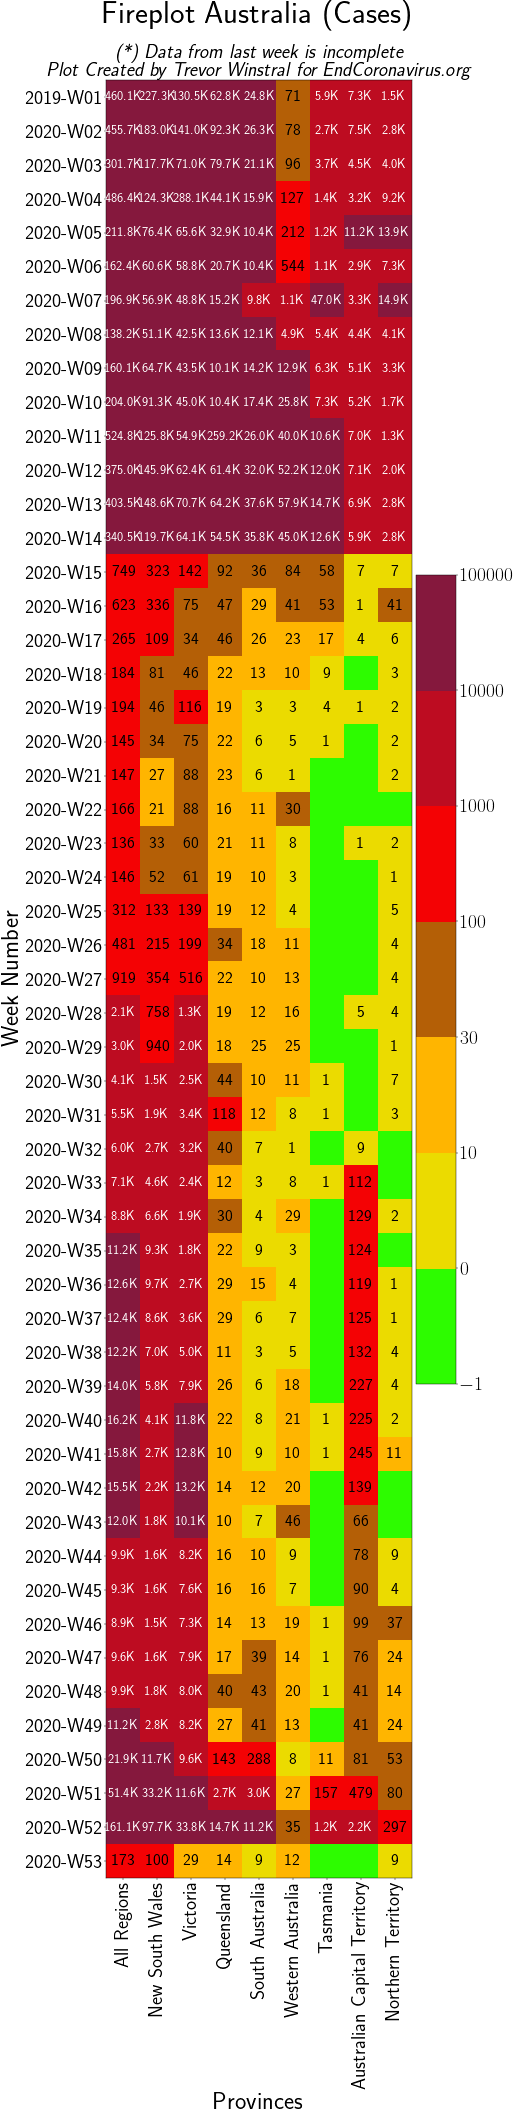 Fireplot Australia (Cases)
(*) Data from last week is incomplete
Plot Created by Trevor Winstral for EndCoronavirus.org
2019-W01 460.1K 227.3K 130.5K 62.8K 24.8K 71 5.9K 7.3K 1.5K
2020-W02 455.7K 183.0K 141.0K 92.3K 26.3K 78 2.7K 7.5K 2.8K
2020-W03 301.7K 117.7K 71.0K 79.7K 21.1K 96 3.7K 4.5K 4.0K
2020-W04 486.4K 124.3K 288.1K 44.1K 15.9K 127 1.4K 3.2K 9.2K
2020-W05 211.8K 76.4K 65.6K 32.9K 10.4K 212 1.2K 11.2K 13.9K
2020-W06 162.4K 60.6K 58.8K 20.7K 10.4K 544 1.1K 2.9K 7.3K
2020-W07 196.9K 56.9K 48.8K 15.2K 9.8K 1.1K 47.0K 3.3K 14.9K
2020-W08 138.2K 51.1K 42.5K 13.6K 12.1K 4.9K 5.4K 4.4K 4.1K
2020-W09 160.1K 64.7K 43.5K 10.1K 14.2K 12.9K 6.3K 5.1K 3.3K
2020-W10 204.0K 91.3K 45.0K 10.4K 17.4K 25.8K 7.3K 5.2K 1.7K
2020-W11 524.8K 125.8K 54.9K 259.2K 26.0K 40.0K 10.6K 7.0K 1.3K
2020-W12 375.0K 145.9K 62.4K 61.4K 32.0K 52.2K 12.0K 7.1K 2.0K
2020-W13 403.5K 148.6K 70.7K 64.2K 37.6K 57.9K 14.7K 6.9K 2.8K
2020-W14 340.5K 119.7K 64.1K 54.5K 35.8K 45.0K 12.6K 5.9K 2.8K
2020-W15 749 323 142 92 36 84 58 7 7
2020-W16 623 336 75 47 29 41 53 1 41
2020-W17 265 109 34 46 26 23 17 4 6
2020-W18 184 81 46 22 13 10 9 3
2020-W19 194 46 116 19 3 3 4 1 2
2020-W20 145 34 75 22 6 5 1 2
2020-W21 147 27 88 23 6 1 2
2020-W22 166 21 88 16 11 30
2020-W23 136 33 60 21 11 8 1 2
2020-W24 146 52 61 19 10 3 1
2020-W25 312 133 139 19 12 4 5
2020-W26 481 215 199 34 18 11 4
2020-W27 919 354 516 22 10 13 4
2020-W28 2.1K 758 1.3K 19 12 16 5 4
2020-W29 3.0K 940 2.0K 18 25 25 1
2020-W30 4.1K 1.5K 2.5K 44 10 11 1 7
2020-W31 5.5K 1.9K 3.4K 118 12 8 1 3
2020-W32 6.0K 2.7K 3.2K 40 7 1 9
2020-W33 7.1K 4.6K 2.4K 12 3 8 1 112
2020-W34 8.8K 6.6K 1.9K 30 4 29 129 2
2020-W35 11.2K 9.3K 1.8K 22 9 3 124
2020-W36 12.6K 9.7K 2.7K 29 15 4 119 1
2020-W37 12.4K 8.6K 3.6K 29 6 7 125 1
2020-W38 12.2K 7.0K 5.0K 11 3 5 132 4
2020-W39 14.0K 5.8K 7.9K 26 6 18 227 4
2020-W40 16.2K 4.1K 11.8K 22 8 21 1 225 2
2020-W41 15.8K 2.7K 12.8K 10 9 10 1 245 11
2020-W42 15.5K 2.2K 13.2K 14 12 20 139
2020-W43 12.0K 1.8K 10.1K 10 7 46 66
2020-W44 9.9K 1.6K 8.2K 16 10 9 78 9
2020-W45 9.3K 1.6K 7.6K 16 16 7 90 4
2020-W46 8.9K 1.5K 7.3K 14 13 19 1 99 37
2020-W47 9.6K 1.6K 7.9K 17 39 14 1 76 24
2020-W48 9.9K 1.8K 8.0K 40 43 20 1 41 14
2020-W49 11.2K 2.8K 8.2K 27 41 13 41 24
2020-W50 21.9K 11.7K 9.6K 143 288 8 11 81 53
2020-W51 51.4K 33.2K 11.6K 2.7K 3.0K 27 157 479 80
2020-W52 161.1K 97.7K 33.8K 14.7K 11.2K 35 1.2K 2.2K 297
2020-W53 173 100 29 14 9 12 9
Week Number
100000
10000
1000
100
30
10
0
−1
All Regions
New South Wales
Victoria
Queensland
South Australia
Western Australia
Tasmania
Australian Capital Territory
Northern Territory
Provinces